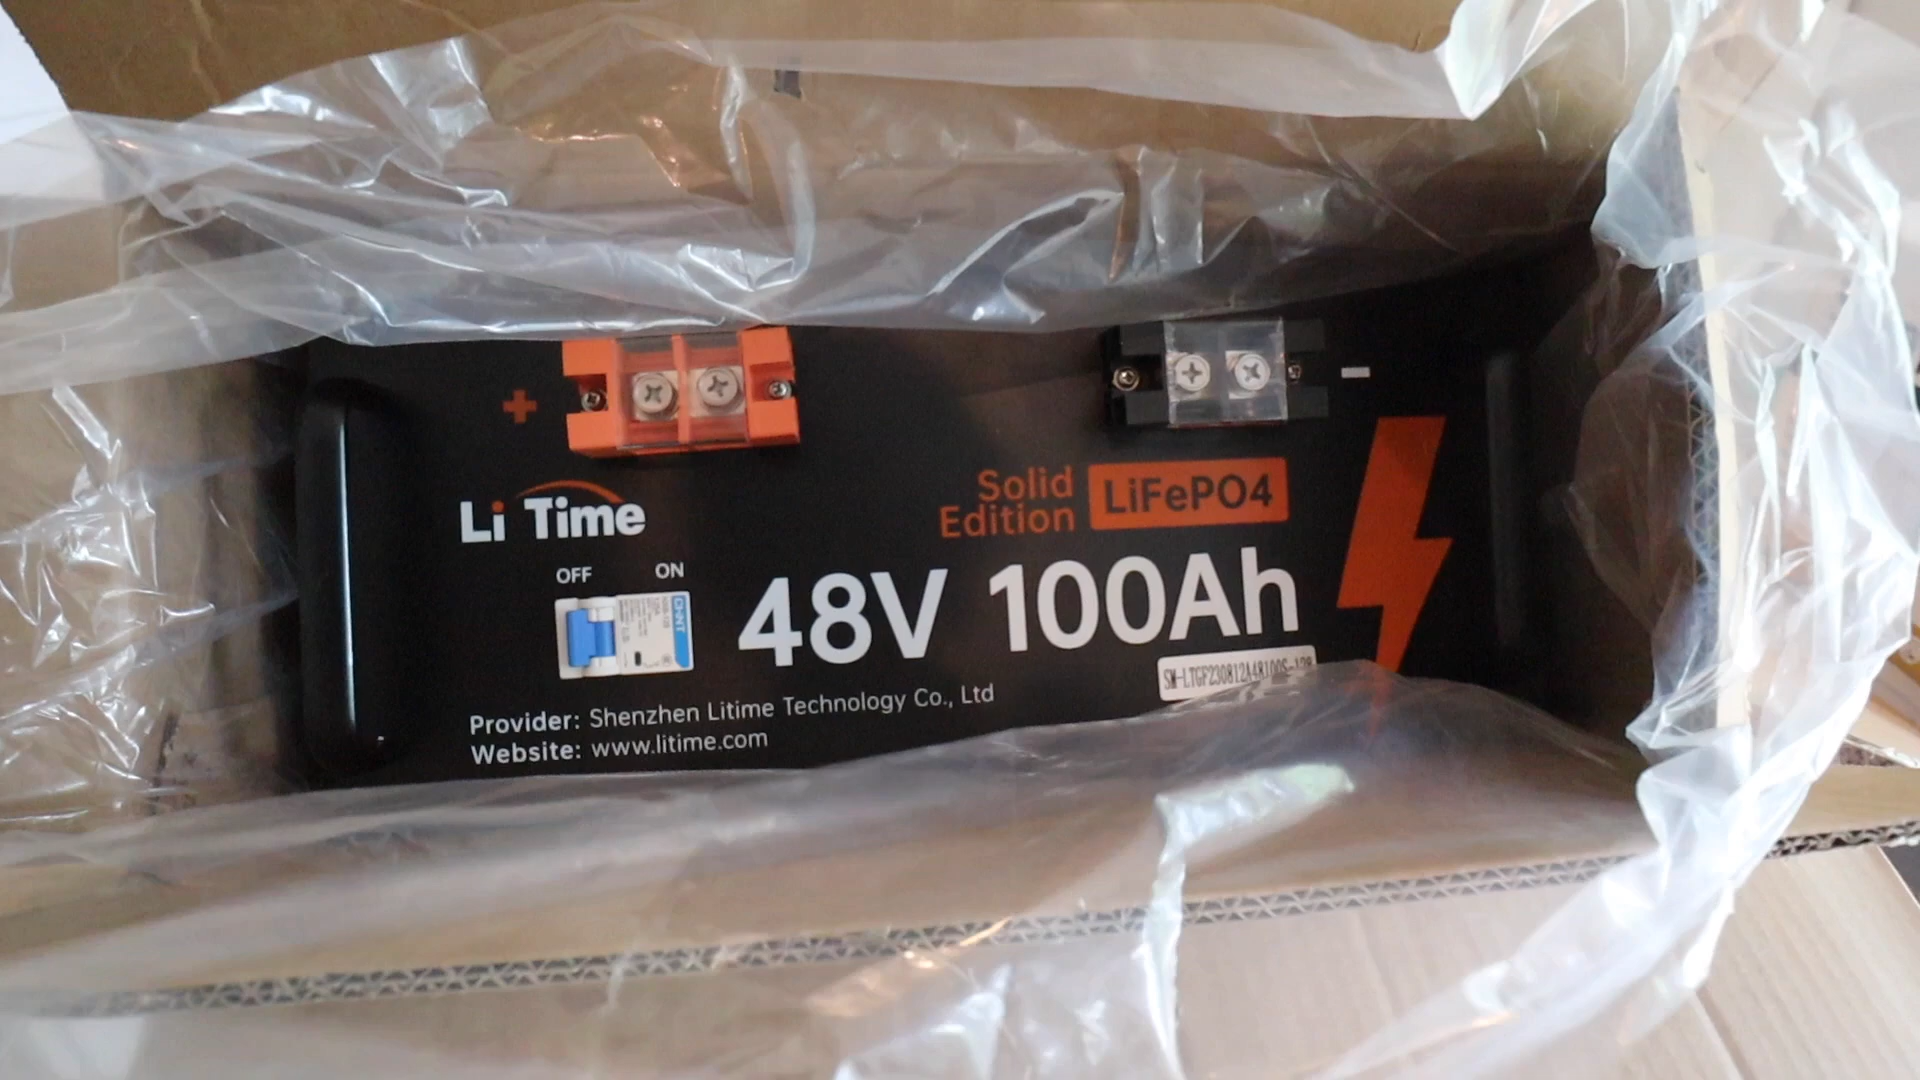 +
-
Li Time
Solid
Edition
LiFePO4
OFF ON
CHNT
48V 100Ah
Provider: Shenzhen Litime Technology Co., Ltd
Website: www.litime.com